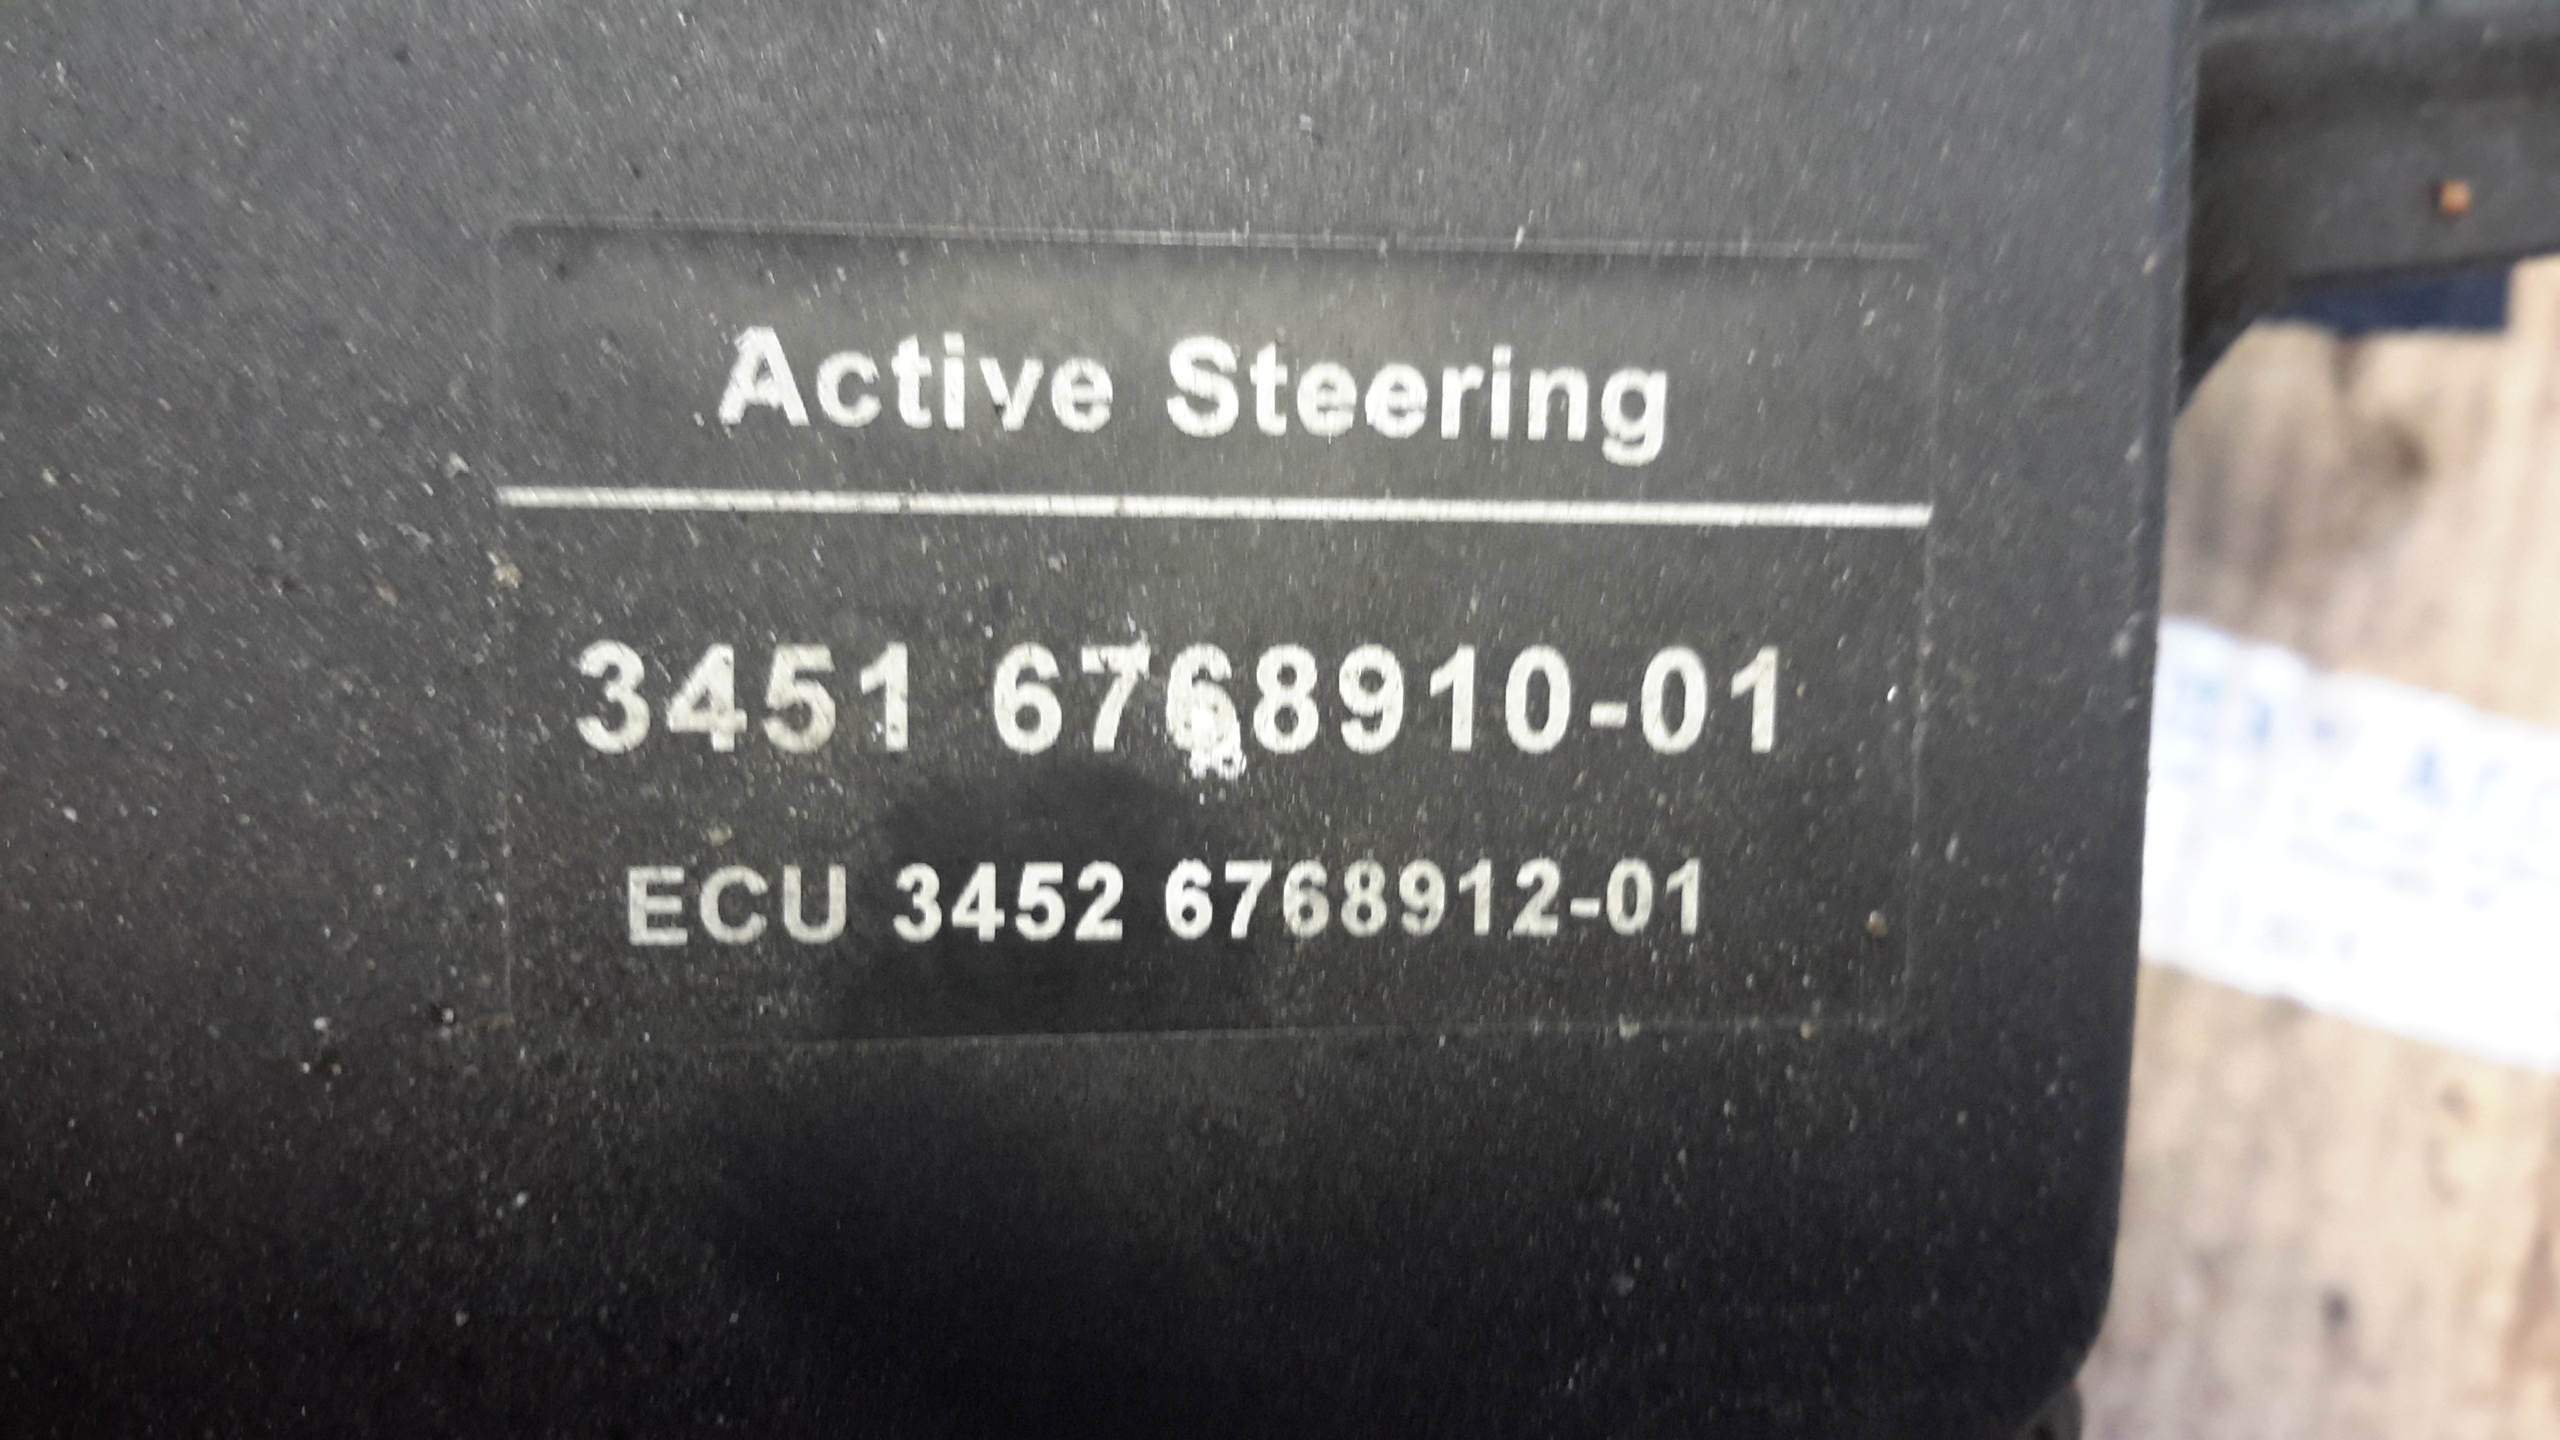 Active Steering
3451 6768910-01
ECU 3452 6768912-01